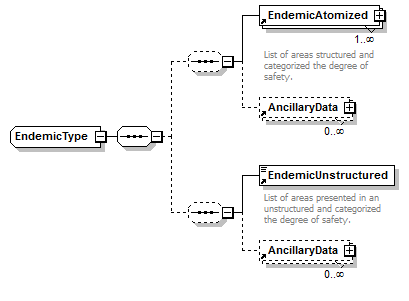 EndemicAtomized
1..∞
List of areas structured and
categorized the degree of
safety.
AncillaryData
0..∞
EndemicType
EndemicUnstructured
List of areas presented in an
unstructured and categorized
the degree of safety.
AncillaryData
0..∞